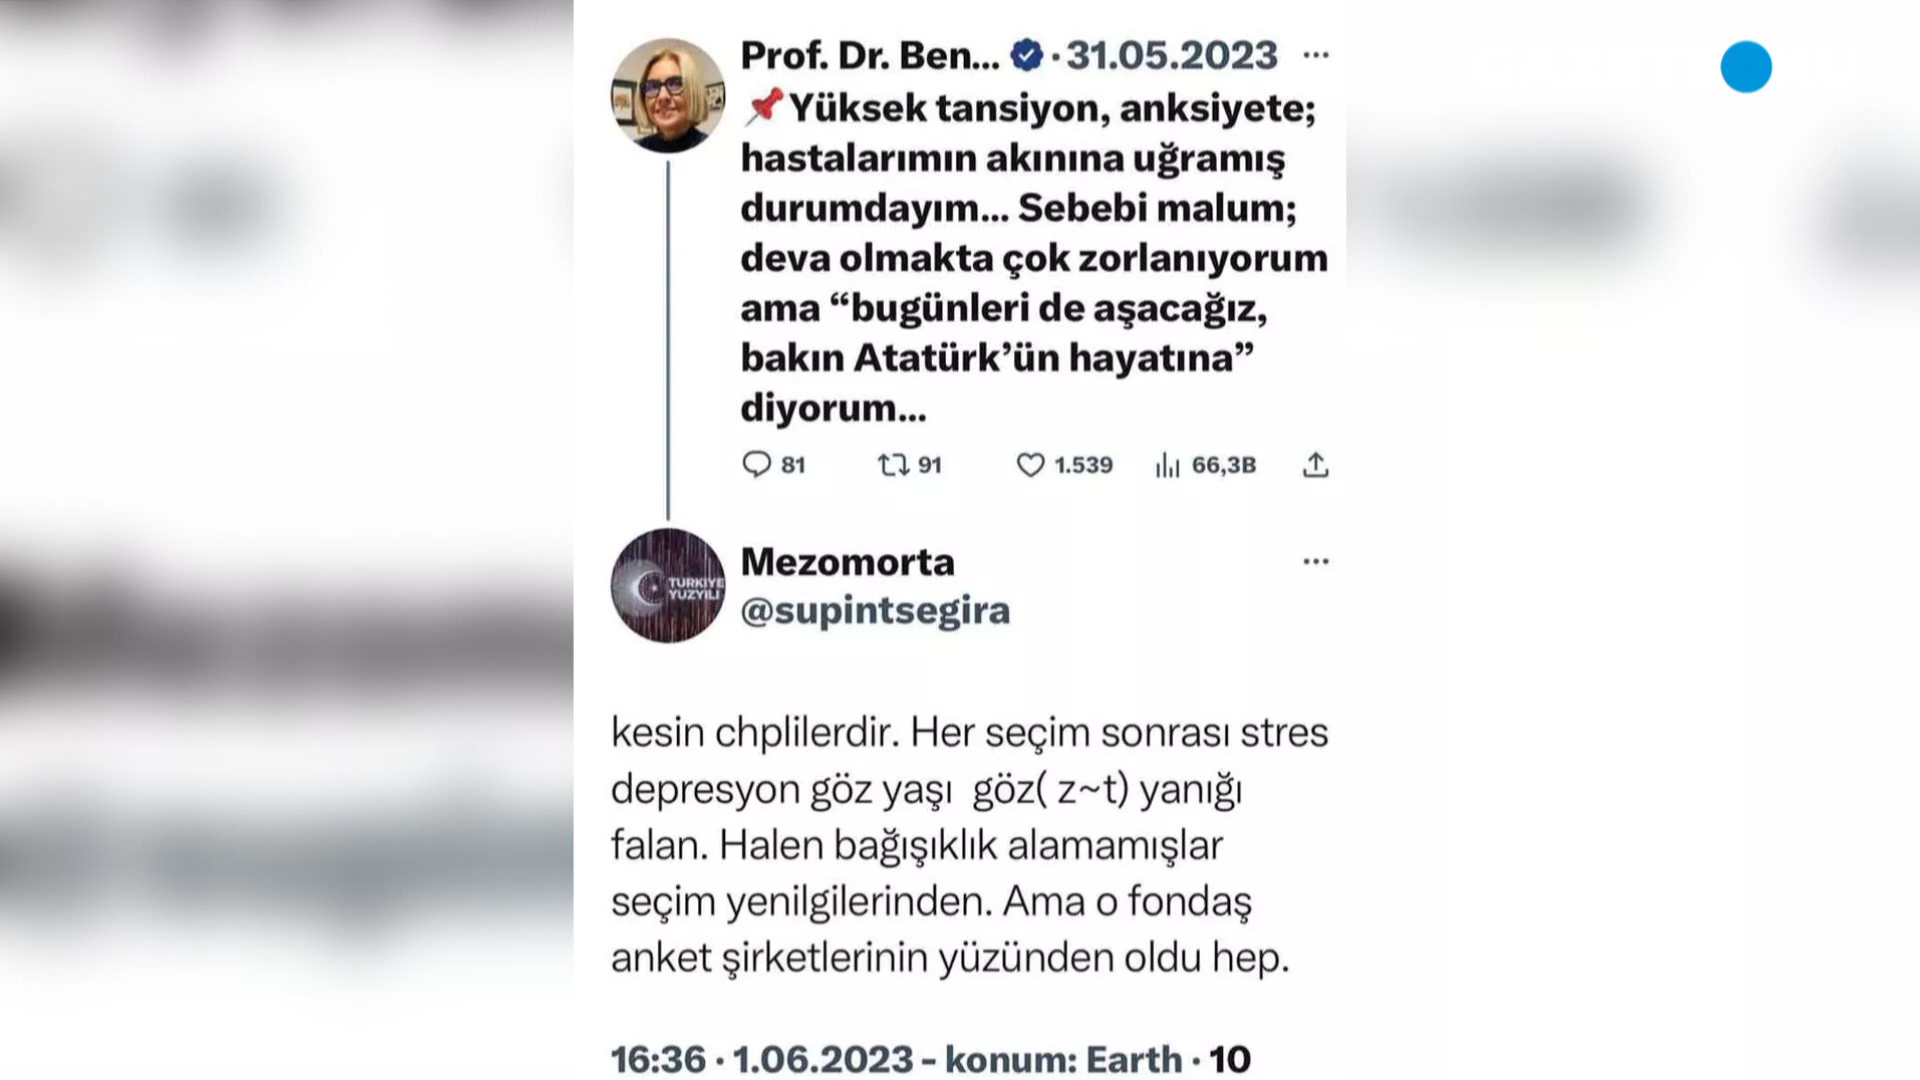 Prof. Dr. Ben... · 31.05.2023 ...
📌Yüksek tansiyon, anksiyete;
hastalarımın akınına uğramış
durumdayım... Sebebi malum;
deva olmakta çok zorlanıyorum
ama “bugünleri de aşacağız,
bakın Atatürk’ün hayatına”
diyorum...
81 91 1.539 66,3B
Mezomorta ...
TURKIYE
YUZYILI
@supintsegira
kesin chplilerdir. Her seçim sonrası stres
depresyon göz yaşı  göz( z~t) yanığı
falan. Halen bağışıklık alamamışlar
seçim yenilgilerinden. Ama o fondaş
anket şirketlerinin yüzünden oldu hep.
16:36 · 1.06.2023 - konum: Earth · 10